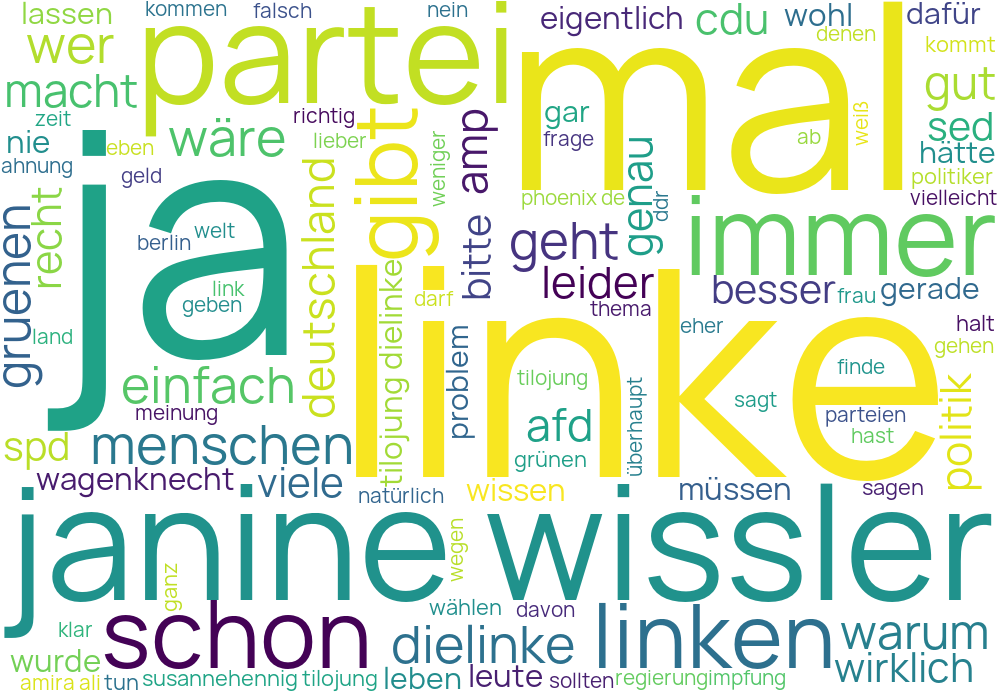 lassen
kommen
falsch
nein
eigentlich
cdu
wohl
dafür
wer
partei
mal
denen
kommt
macht
gut
zeit
richtig
gar
weiß
sed
nie
ja
eben
wäre
lieber
gibt
weniger
amp
frage
genau
ab
hätte
ahnung
geld
politiker
gruenen
recht
deutschland
phoenix de
ddr
vielleicht
berlin
welt
bitte
geht
immer
link
geben
tilojung dielinke
darf
leider
thema
besser
frau
gerade
land
linke
eher
halt
gehen
einfach
problem
tilojung
finde
meinung
überhaupt
sagt
parteien
politik
spd
menschen
afd
hast
grünen
wagenknecht
viele
natürlich
wissen
müssen
sagen
janine wissler
wegen
ganz
klar
schon
wählen
davon
dielinke
linken
warum
wurde
wirklich
amira ali
tun
susannehennig tilojung
leben
leute
sollten
regierungimpfung